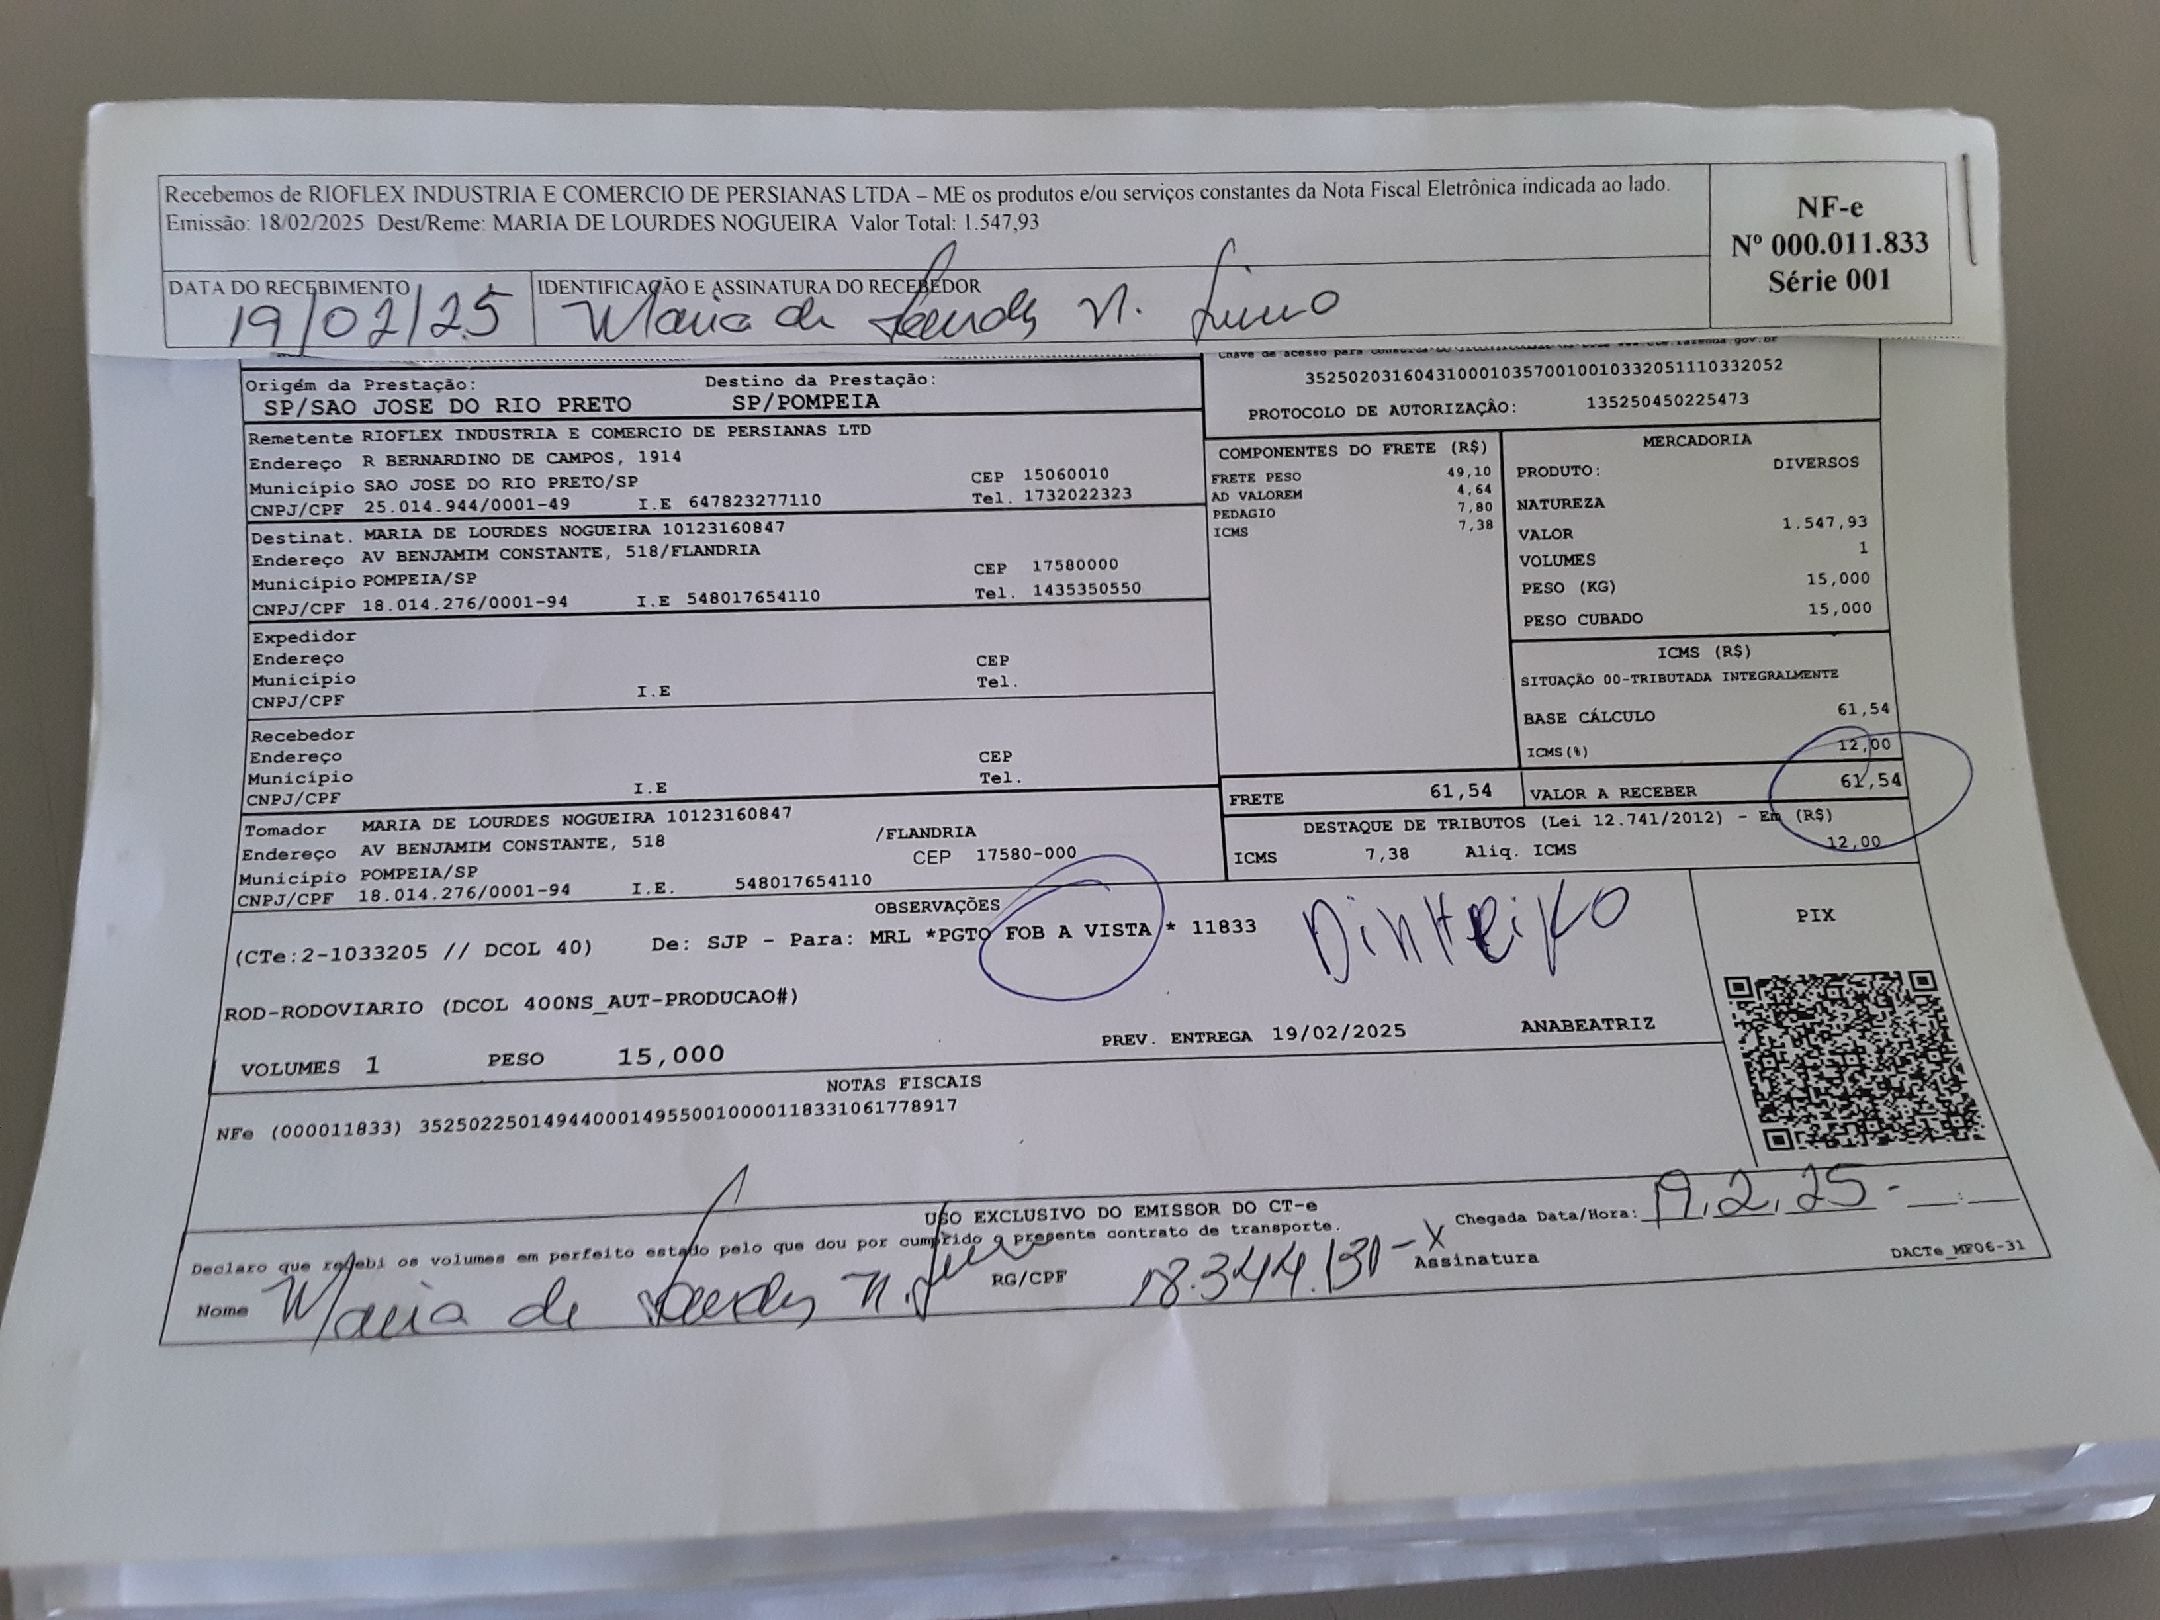 Recebemos de RIOFLEX INDUSTRIA E COMERCIO DE PERSIANAS LTDA – ME os produtos e/ou serviços constantes da Nota Fiscal Eletrônica indicada ao lado.
Emissão: 18/02/2025 Dest/Reme: MARIA DE LOURDES NOGUEIRA Valor Total: 1.547,93
NF-e
Nº 000.011.833
Série 001
DATA DO RECEBIMENTO
19/02/25
IDENTIFICAÇÃO E ASSINATURA DO RECEBEDOR
Maria de Lourdes N.
Origem da Prestação:
SP/SAO JOSE DO RIO PRETO
Destino da Prestação:
SP/POMPEIA
Chave de acesso para
35250203160431000103570010010332051110332052
PROTOCOLO DE AUTORIZAÇÃO: 135250450225473
Remetente RIOFLEX INDUSTRIA E COMERCIO DE PERSIANAS LTD
Endereço R BERNARDINO DE CAMPOS, 1914
Município SAO JOSE DO RIO PRETO/SP CEP 15060010
CNPJ/CPF 25.014.944/0001-49 I.E 647823277110 Tel. 1732022323
Destinat. MARIA DE LOURDES NOGUEIRA 10123160847
Endereço AV BENJAMIM CONSTANTE, 518/FLANDRIA
Município POMPEIA/SP CEP 17580000
CNPJ/CPF 18.014.276/0001-94 I.E 548017654110 Tel. 1435350550
Expedidor
Endereço
Município CEP
CNPJ/CPF I.E Tel.
Recebedor
Endereço
Município CEP
CNPJ/CPF I.E Tel.
Tomador MARIA DE LOURDES NOGUEIRA 10123160847
Endereço AV BENJAMIM CONSTANTE, 518 /FLANDRIA
Município POMPEIA/SP CEP 17580-000
CNPJ/CPF 18.014.276/0001-94 I.E. 548017654110
COMPONENTES DO FRETE (R$)
FRETE PESO 49,10
AD VALOREM 4,64
PEDAGIO 7,80
ICMS 7,38
MERCADORIA
PRODUTO: DIVERSOS
NATUREZA
VALOR 1.547,93
VOLUMES 1
PESO (KG) 15,000
PESO CUBADO 15,000
ICMS (R$)
SITUAÇÃO 00-TRIBUTADA INTEGRALMENTE
BASE CÁLCULO 61,54
ICMS(%) 12,00
FRETE 61,54 VALOR A RECEBER 61,54
DESTAQUE DE TRIBUTOS (Lei 12.741/2012) - Em (R$)
ICMS 7,38 Aliq. ICMS 12,00
OBSERVAÇÕES
(CTe:2-1033205 // DCOL 40) De: SJP - Para: MRL *PGTO FOB A VISTA * 11833
DINHEIRO
PIX
ROD-RODOVIARIO (DCOL 400NS_AUT-PRODUCAO#)
VOLUMES 1 PESO 15,000 PREV. ENTREGA 19/02/2025 ANABEATRIZ
NOTAS FISCAIS
NFe (000011833) 35250225014944000149550010000118331061778917
USO EXCLUSIVO DO EMISSOR DO CT-e
Declaro que recebi os volumes em perfeito estado pelo que dou por cumprido o presente contrato de transporte.
Chegada Data/Hora: 19.2.25
Nome Maria de Lourdes N. RG/CPF 18.344.131-X Assinatura
DACTe_MF06-31